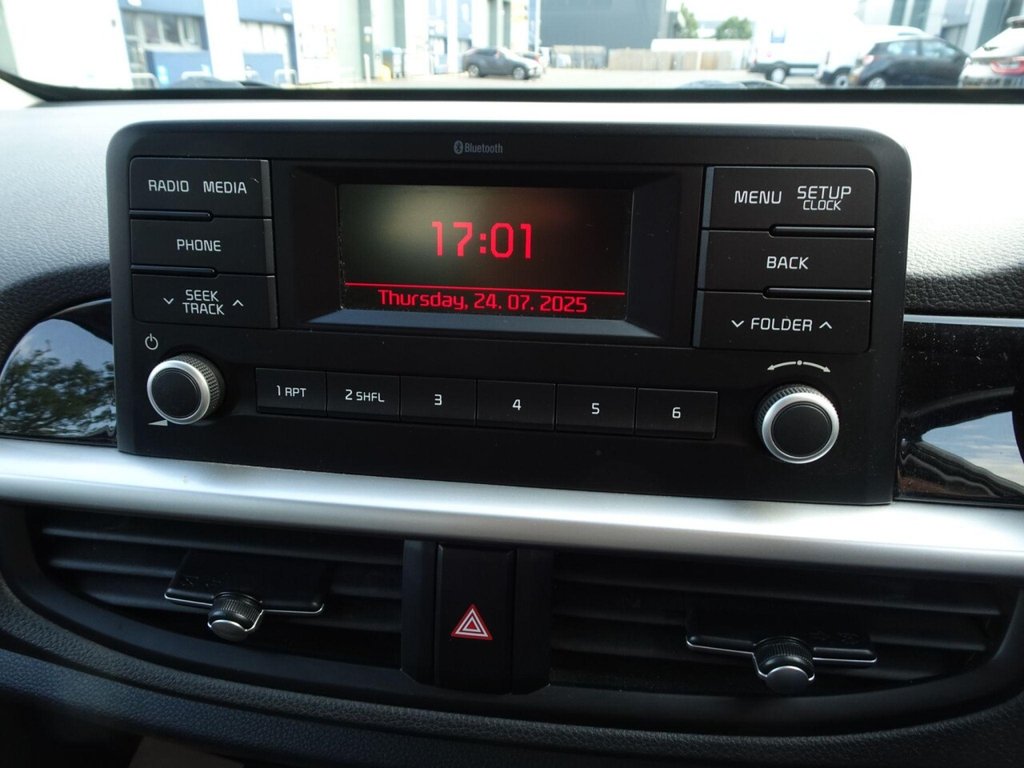 Bluetooth
RADIO MEDIA
PHONE
SEEK
TRACK
17:01
Thursday, 24. 07. 2025
MENU SETUP
CLOCK
BACK
FOLDER
1 RPT 2 SHFL 3 4 5 6